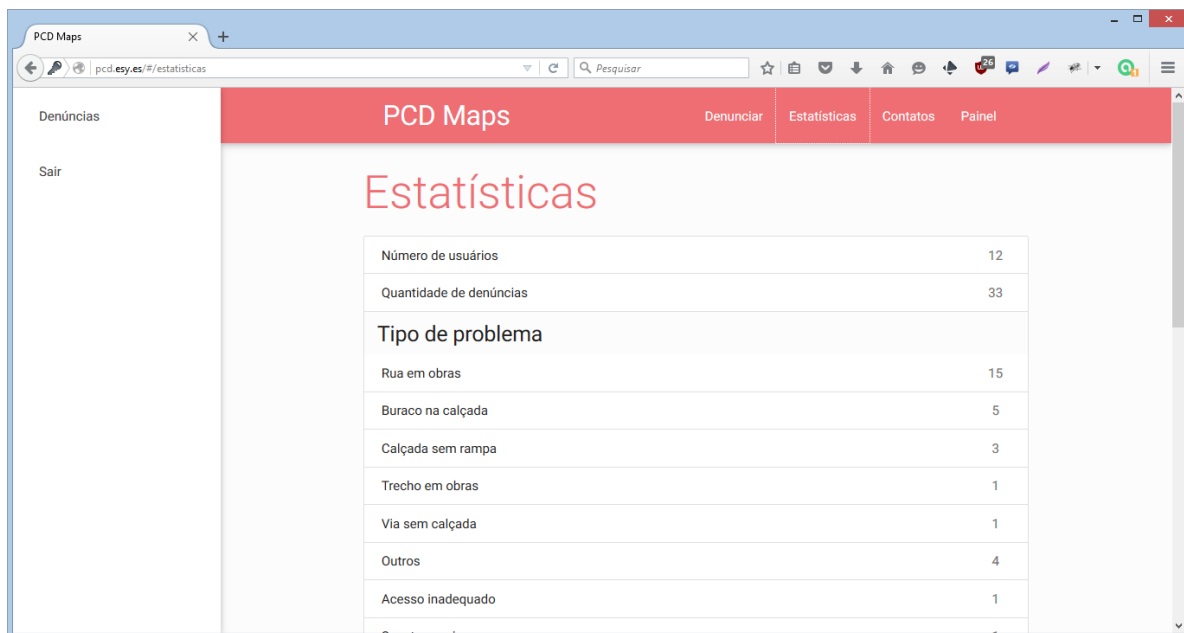 PCD Maps
pcd.esy.es/#/estatisticas
Pesquisar
26
1
Denúncias
Sair
PCD Maps
Denunciar Estatísticas Contatos Painel
Estatísticas
Número de usuários 12
Quantidade de denúncias 33
Tipo de problema
Rua em obras 15
Buraco na calçada 5
Calçada sem rampa 3
Trecho em obras 1
Via sem calçada 1
Outros 4
Acesso inadequado 1